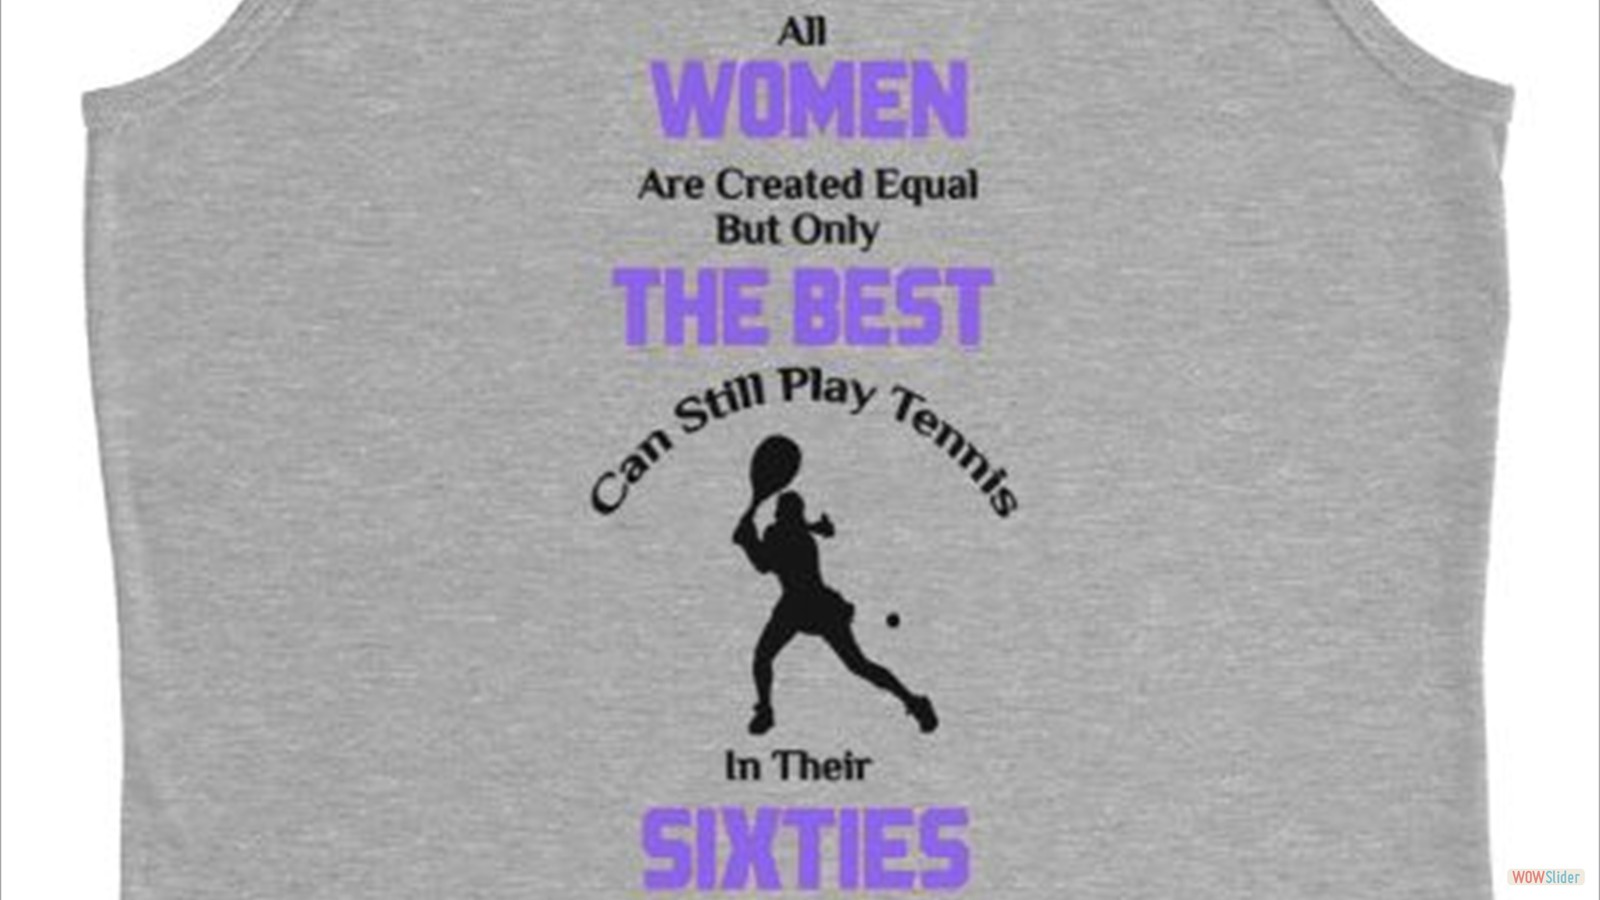 All
WOMEN
Are Created Equal
But Only
THE BEST
Can Still Play Tennis
In Their
SIXTIES
WOWSlider